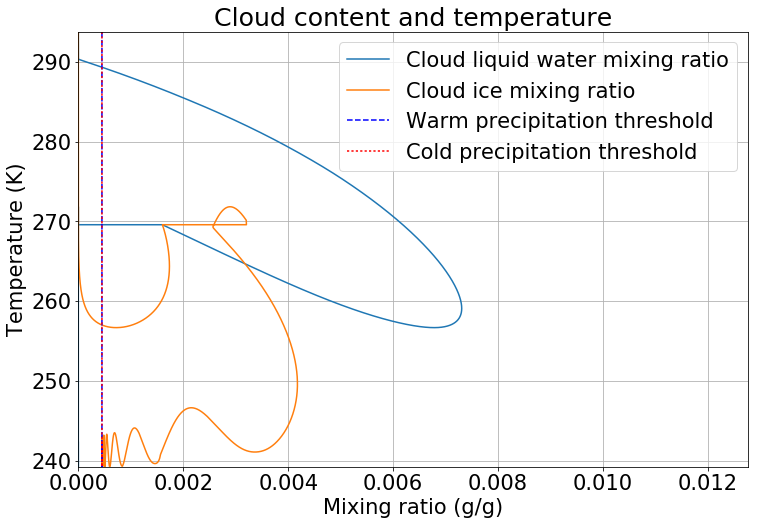 Cloud content and temperature
Cloud liquid water mixing ratio
Cloud ice mixing ratio
Warm precipitation threshold
Cold precipitation threshold
Temperature (K)
290
280
270
260
250
240
0.000 0.002 0.004 0.006 0.008 0.010 0.012
Mixing ratio (g/g)